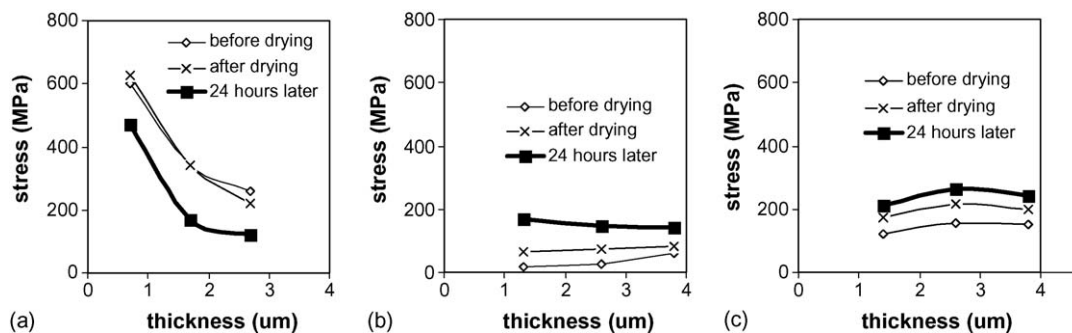 800
600
400
200
0
stress (MPa)
before drying
after drying
24 hours later
0 1 2 3 4
(a) thickness (um)
800
600
400
200
0
stress (MPa)
before drying
after drying
24 hours later
0 1 2 3 4
(b) thickness (um)
800
600
400
200
0
stress (MPa)
before drying
after drying
24 hours later
0 1 2 3 4
(c) thickness (um)